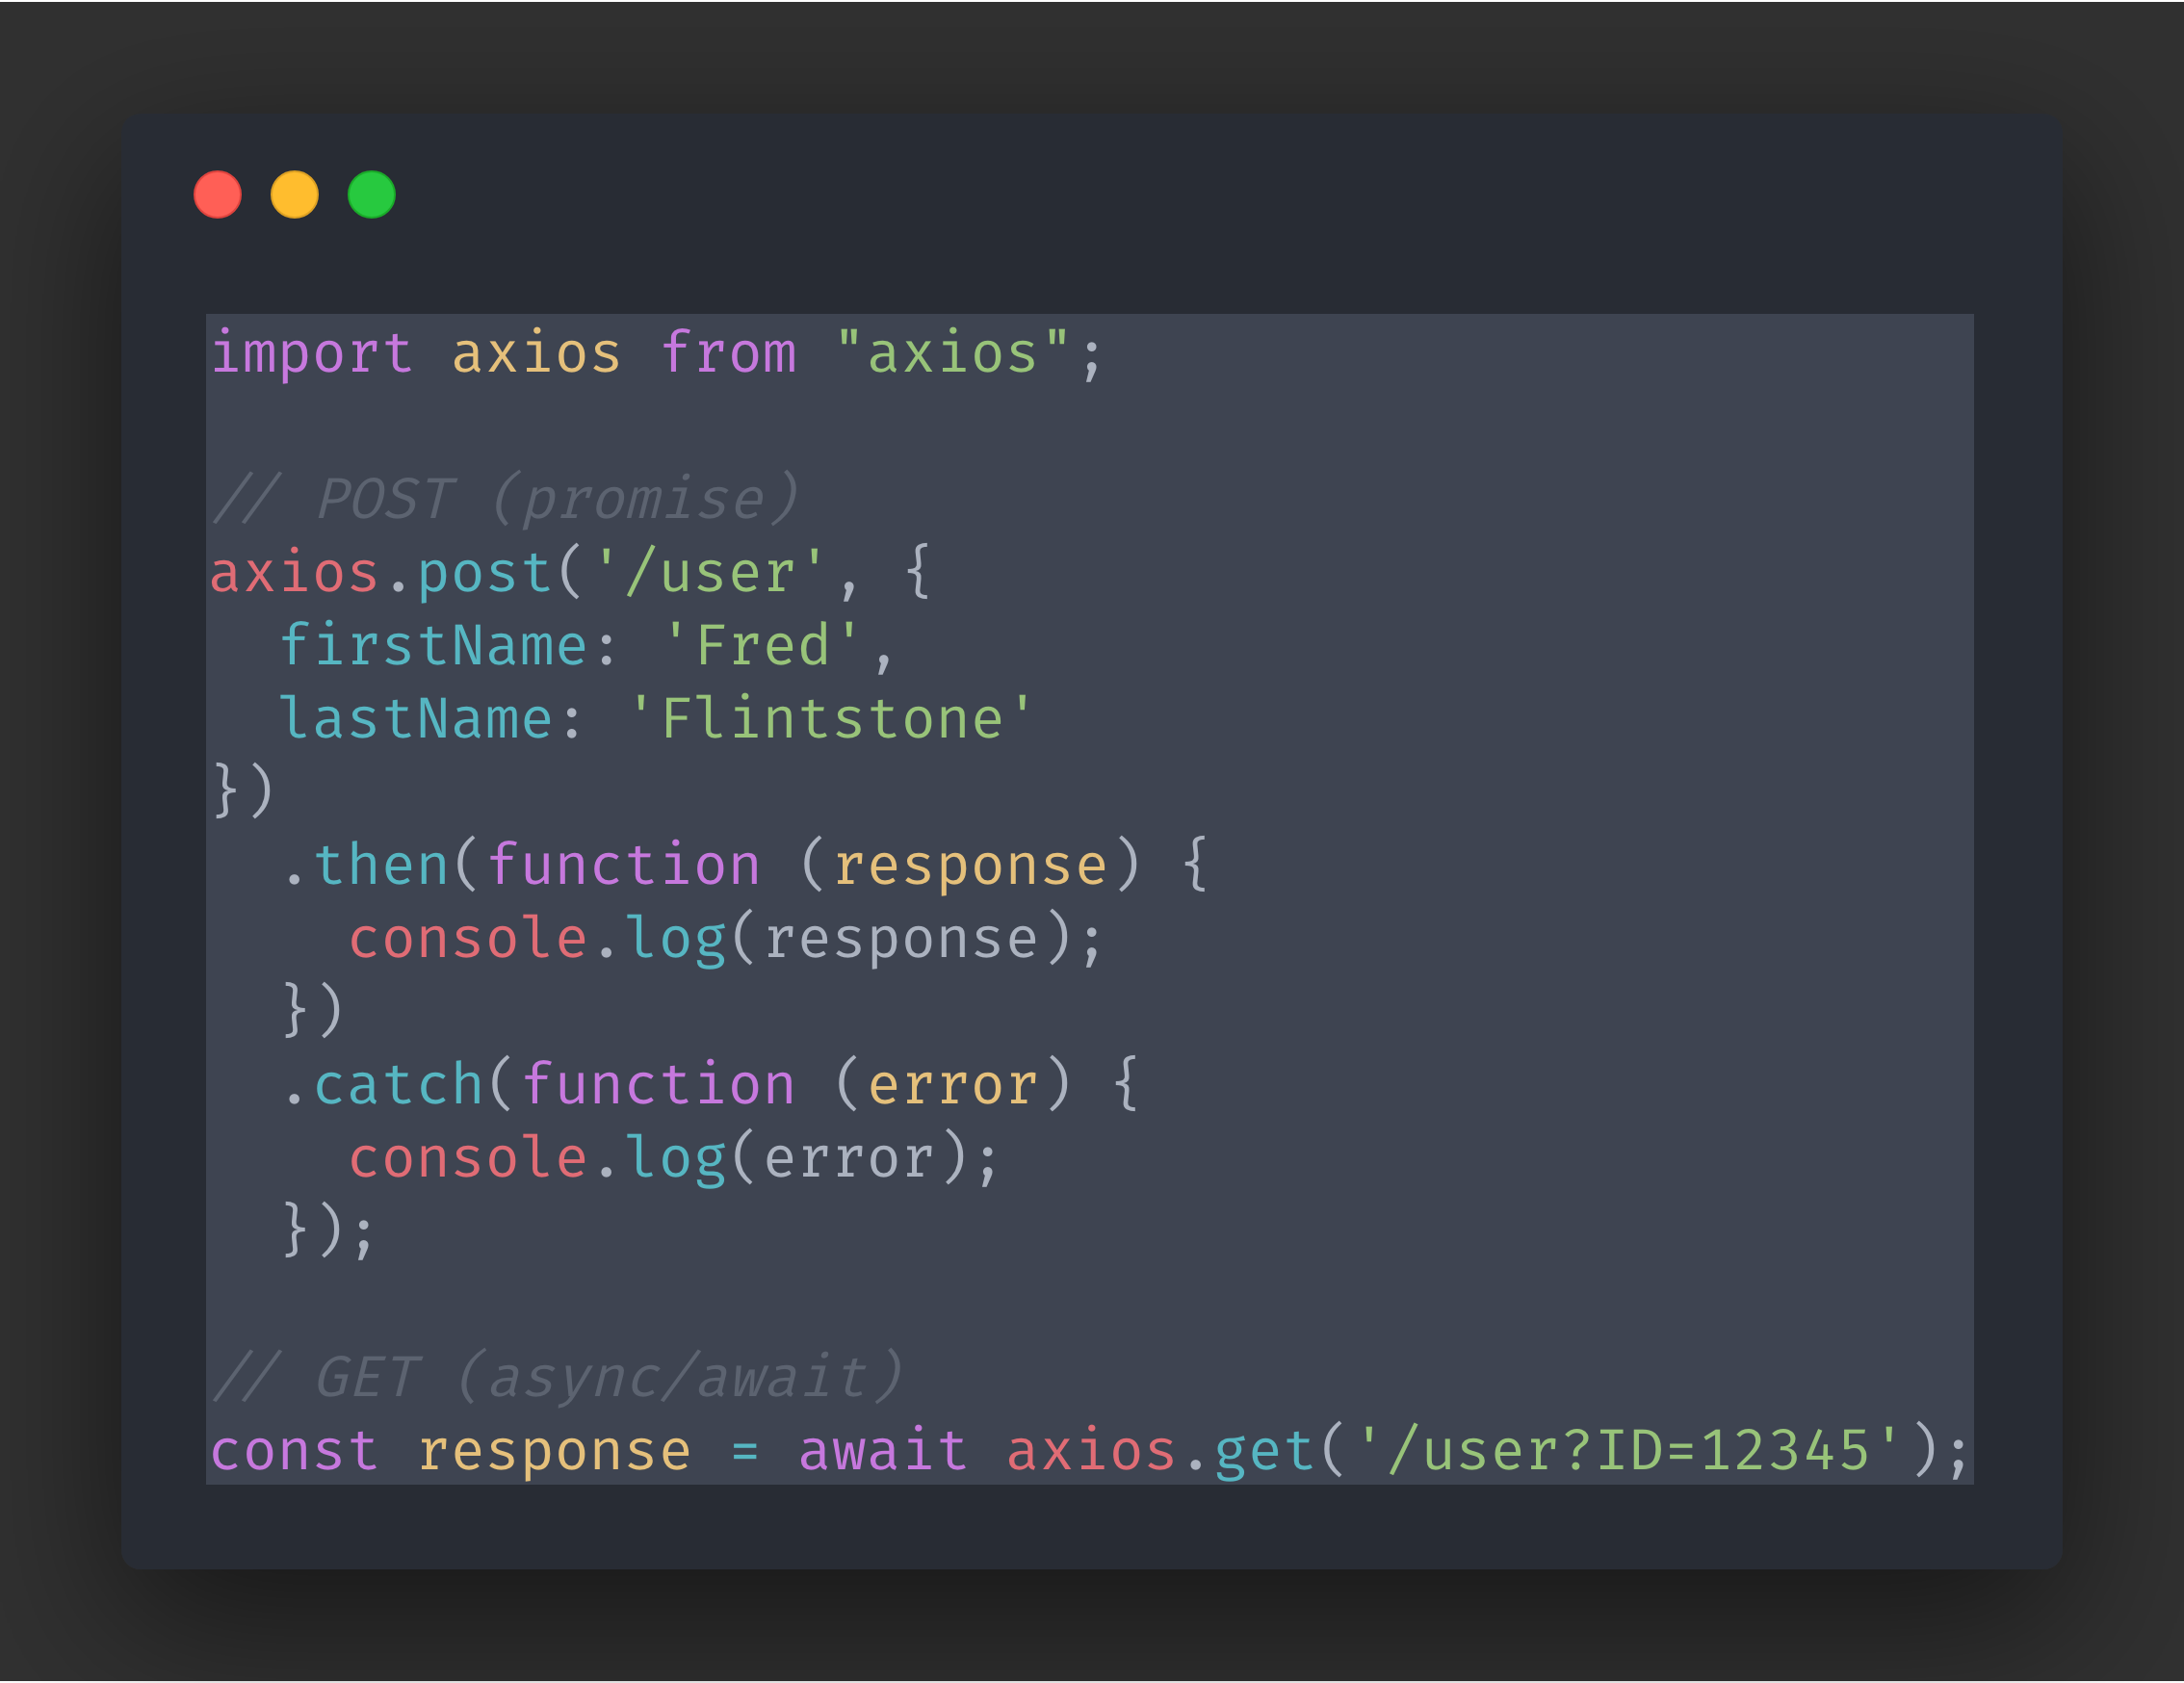 import axios from "axios";

// POST (promise)
axios.post('/user', {
  firstName: 'Fred',
  lastName: 'Flintstone'
})
  .then(function (response) {
    console.log(response);
  })
  .catch(function (error) {
    console.log(error);
  });

// GET (async/await)
const response = await axios.get('/user?ID=12345');